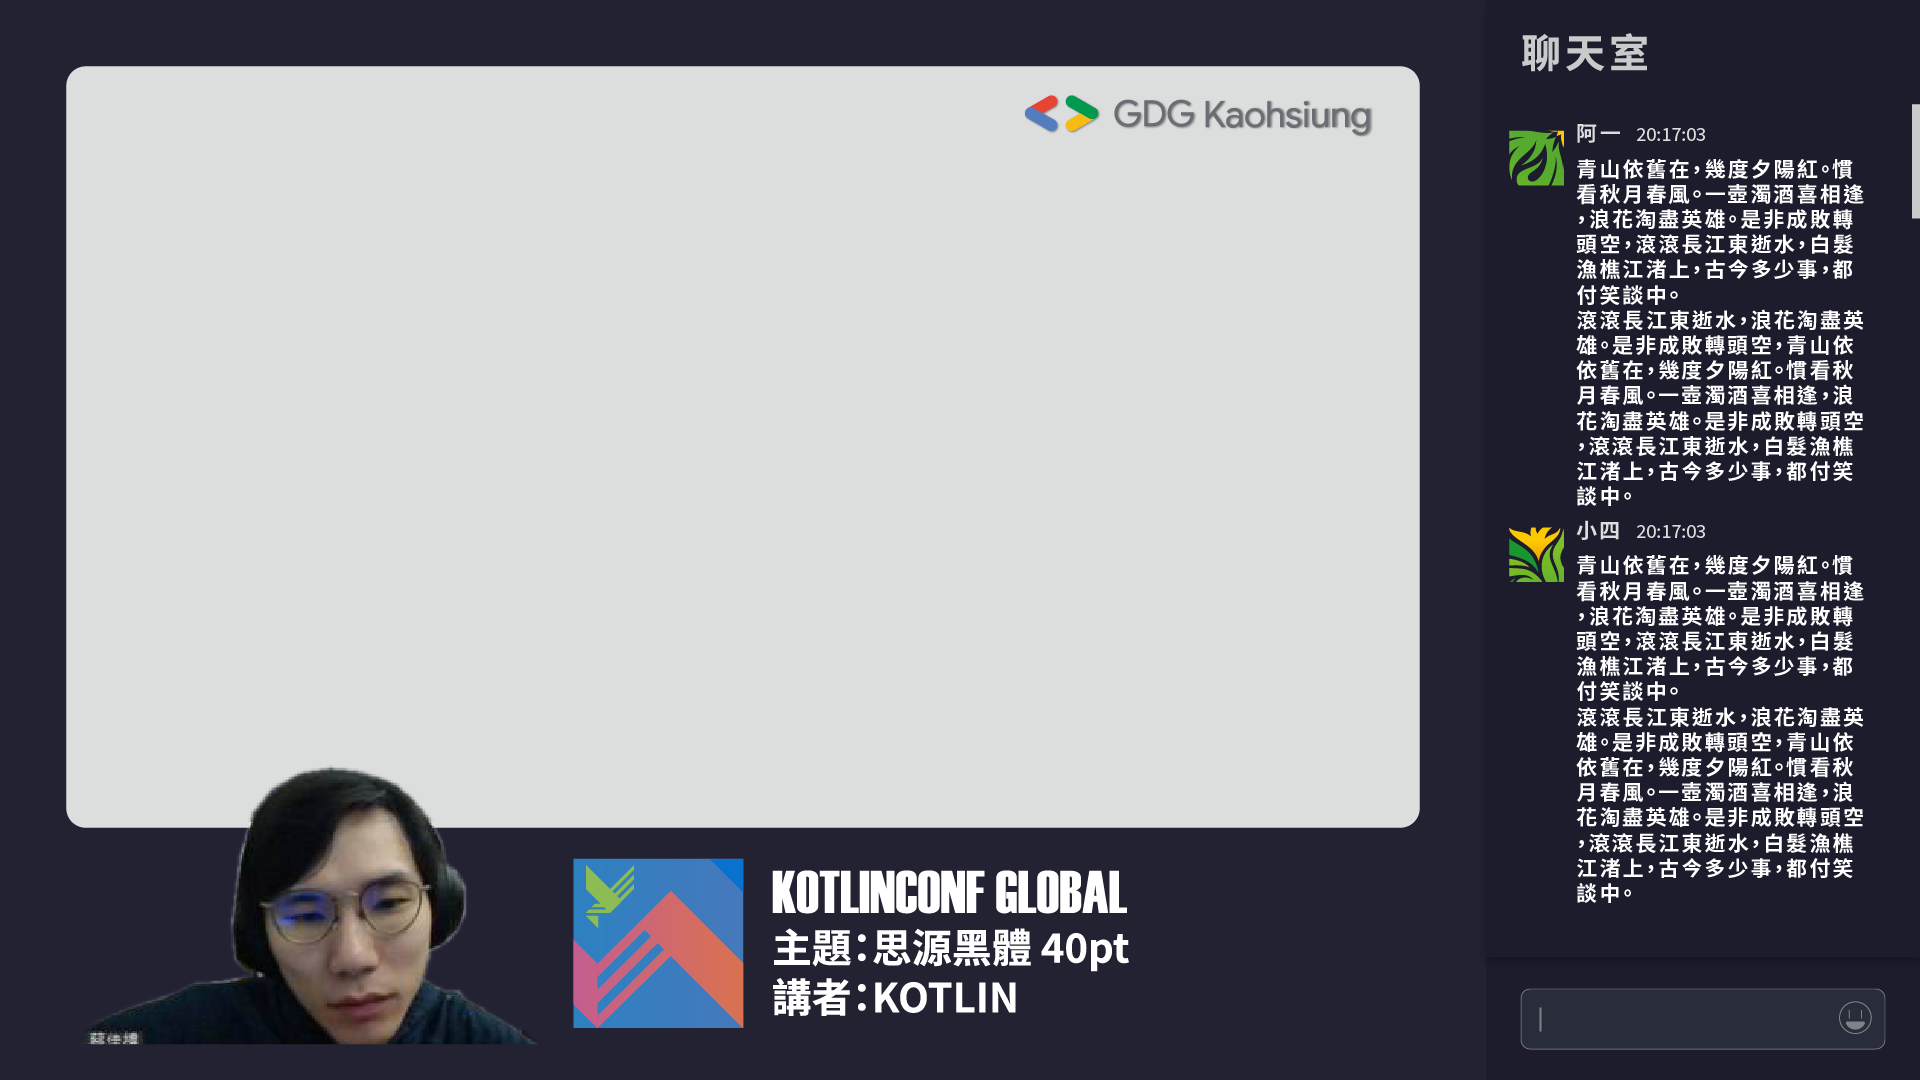 GDG Kaohsiung
KOTLINCONF GLOBAL
主題：思源黑體 40pt
講者：KOTLIN
聊天室
阿一 20:17:03
青山依舊在，幾度夕陽紅。慣
看秋月春風。一壺濁酒喜相逢
，浪花淘盡英雄。是非成敗轉
頭空，滾滾長江東逝水，白髮
漁樵江渚上，古今多少事，都
付笑談中。
滾滾長江東逝水，浪花淘盡英
雄。是非成敗轉頭空，青山依
依舊在，幾度夕陽紅。慣看秋
月春風。一壺濁酒喜相逢，浪
花淘盡英雄。是非成敗轉頭空
，滾滾長江東逝水，白髮漁樵
江渚上，古今多少事，都付笑
談中。
小四 20:17:03
青山依舊在，幾度夕陽紅。慣
看秋月春風。一壺濁酒喜相逢
，浪花淘盡英雄。是非成敗轉
頭空，滾滾長江東逝水，白髮
漁樵江渚上，古今多少事，都
付笑談中。
滾滾長江東逝水，浪花淘盡英
雄。是非成敗轉頭空，青山依
依舊在，幾度夕陽紅。慣看秋
月春風。一壺濁酒喜相逢，浪
花淘盡英雄。是非成敗轉頭空
，滾滾長江東逝水，白髮漁樵
江渚上，古今多少事，都付笑
談中。